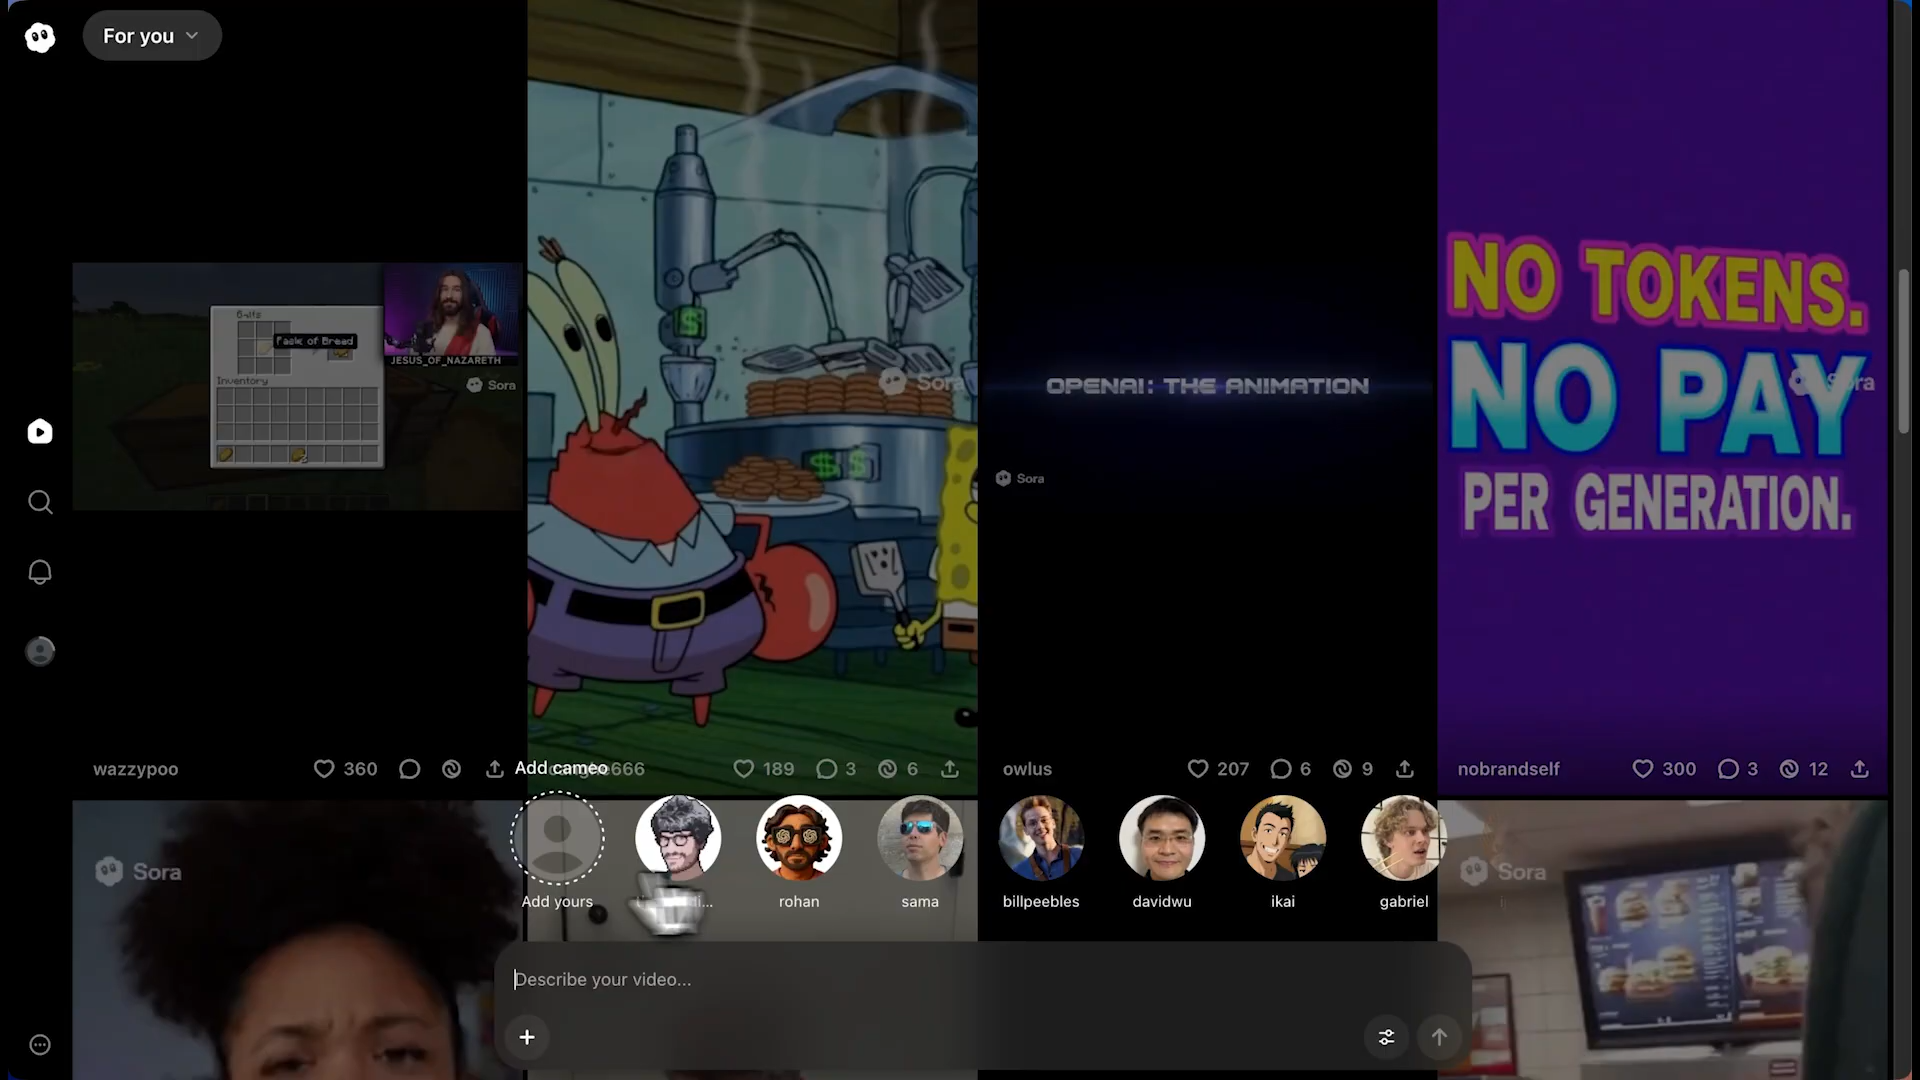 For you
Pack of Bread
Inventory
2
JESUS_OF_NAZARETH
Sora
$
$ $
Sora
OPENAI: THE ANIMATION
Sora
NO TOKENS.
NO PAY
PER GENERATION.
wazzypoo
360
Add cameo
666
189
3
6
owlus
207
6
9
nobrandself
300
3
12
Sora
Add yours
rohan
sama
billpeebles
davidwu
ikai
gabriel
Sora
Describe your video...